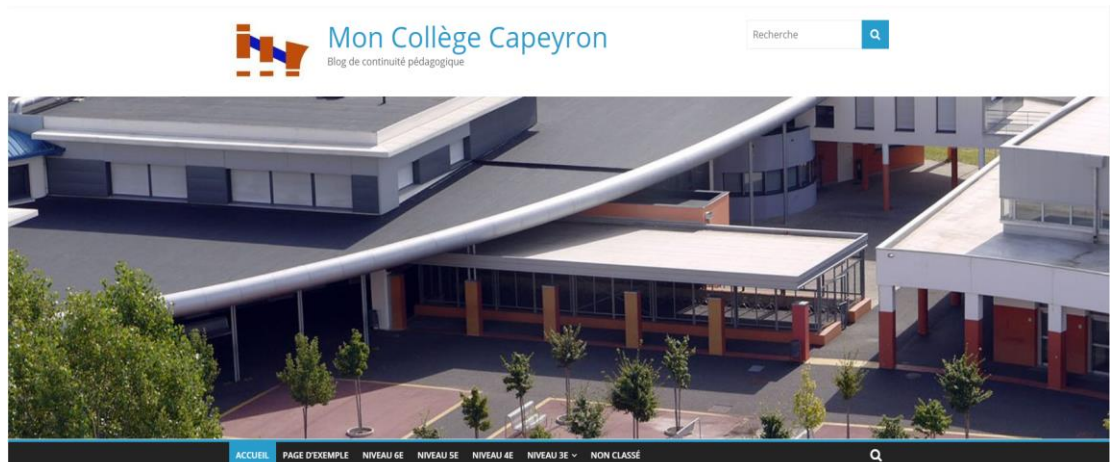 Mon Collège Capeyron
Blog de continuité pédagogique
Recherche
ACCUEIL PAGE D'EXEMPLE NIVEAU 6E NIVEAU 5E NIVEAU 4E NIVEAU 3E NON CLASSÉ